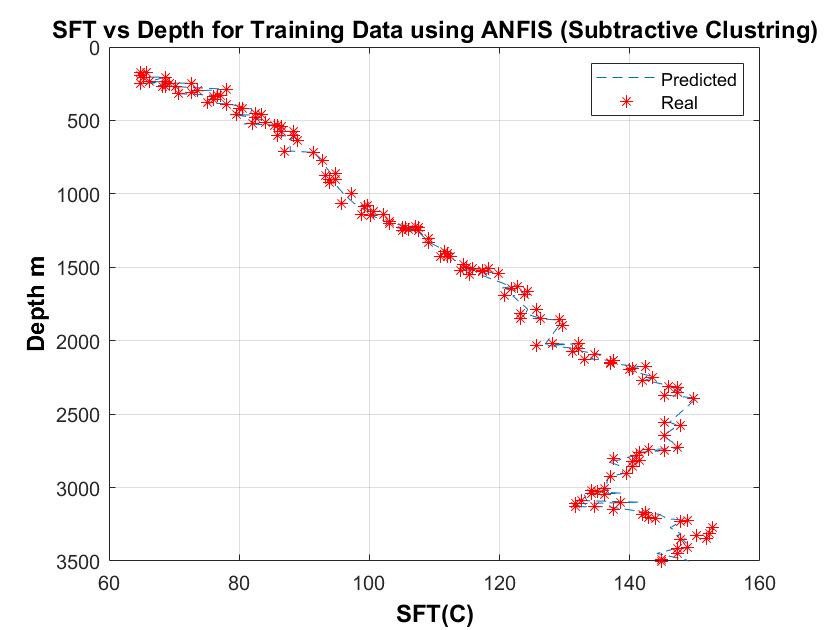 SFT vs Depth for Training Data using ANFIS (Subtractive Clustring)
Predicted
Real
0
500
1000
1500
2000
2500
3000
3500
Depth m
60 80 100 120 140 160
SFT(C)